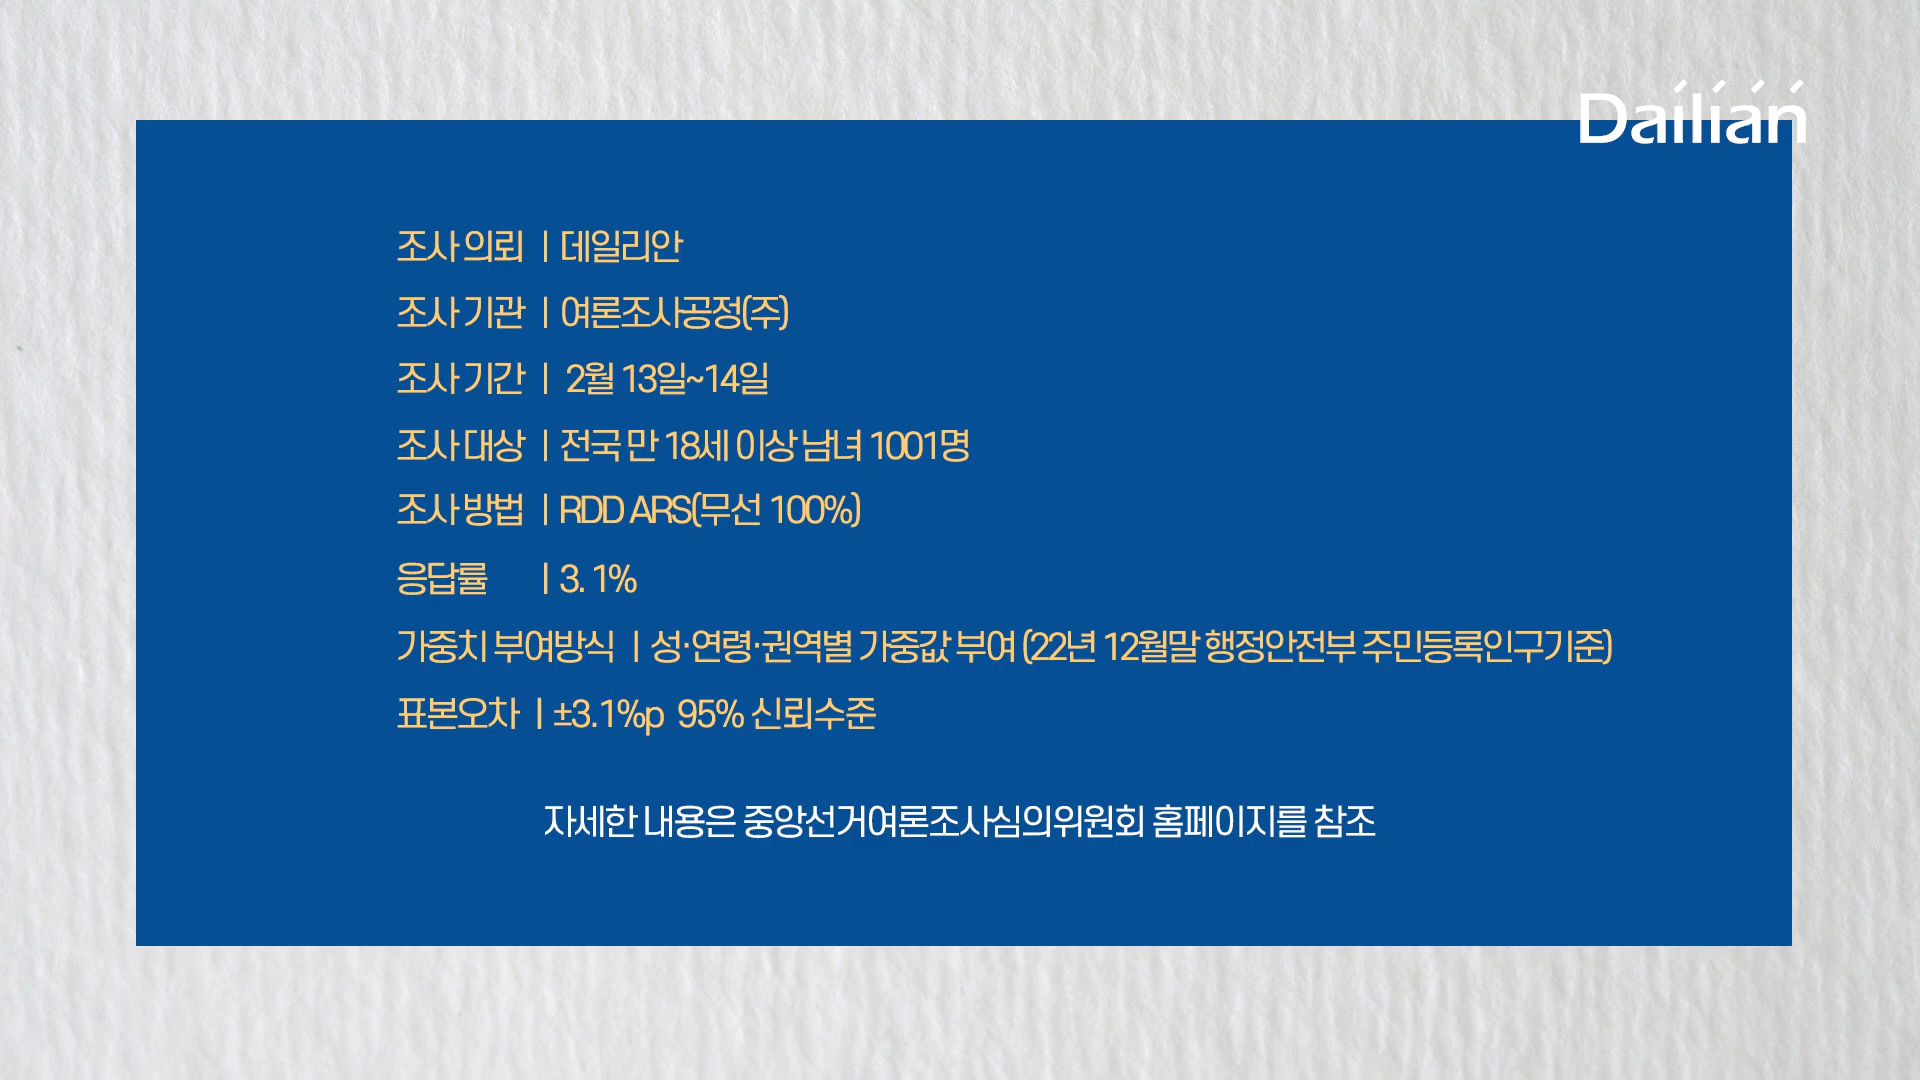 Dailian
조사 의뢰 | 데일리안
조사 기관 | 여론조사공정(주)
조사 기간 | 2월 13일~14일
조사 대상 | 전국 만 18세 이상 남녀 1001명
조사 방법 | RDD ARS(무선 100%)
응답률 | 3. 1%
가중치 부여방식 | 성·연령·권역별 가중값 부여 (22년 12월말 행정안전부 주민등록인구기준)
표본오차 | ±3.1%p 95% 신뢰수준
자세한 내용은 중앙선거여론조사심의위원회 홈페이지를 참조